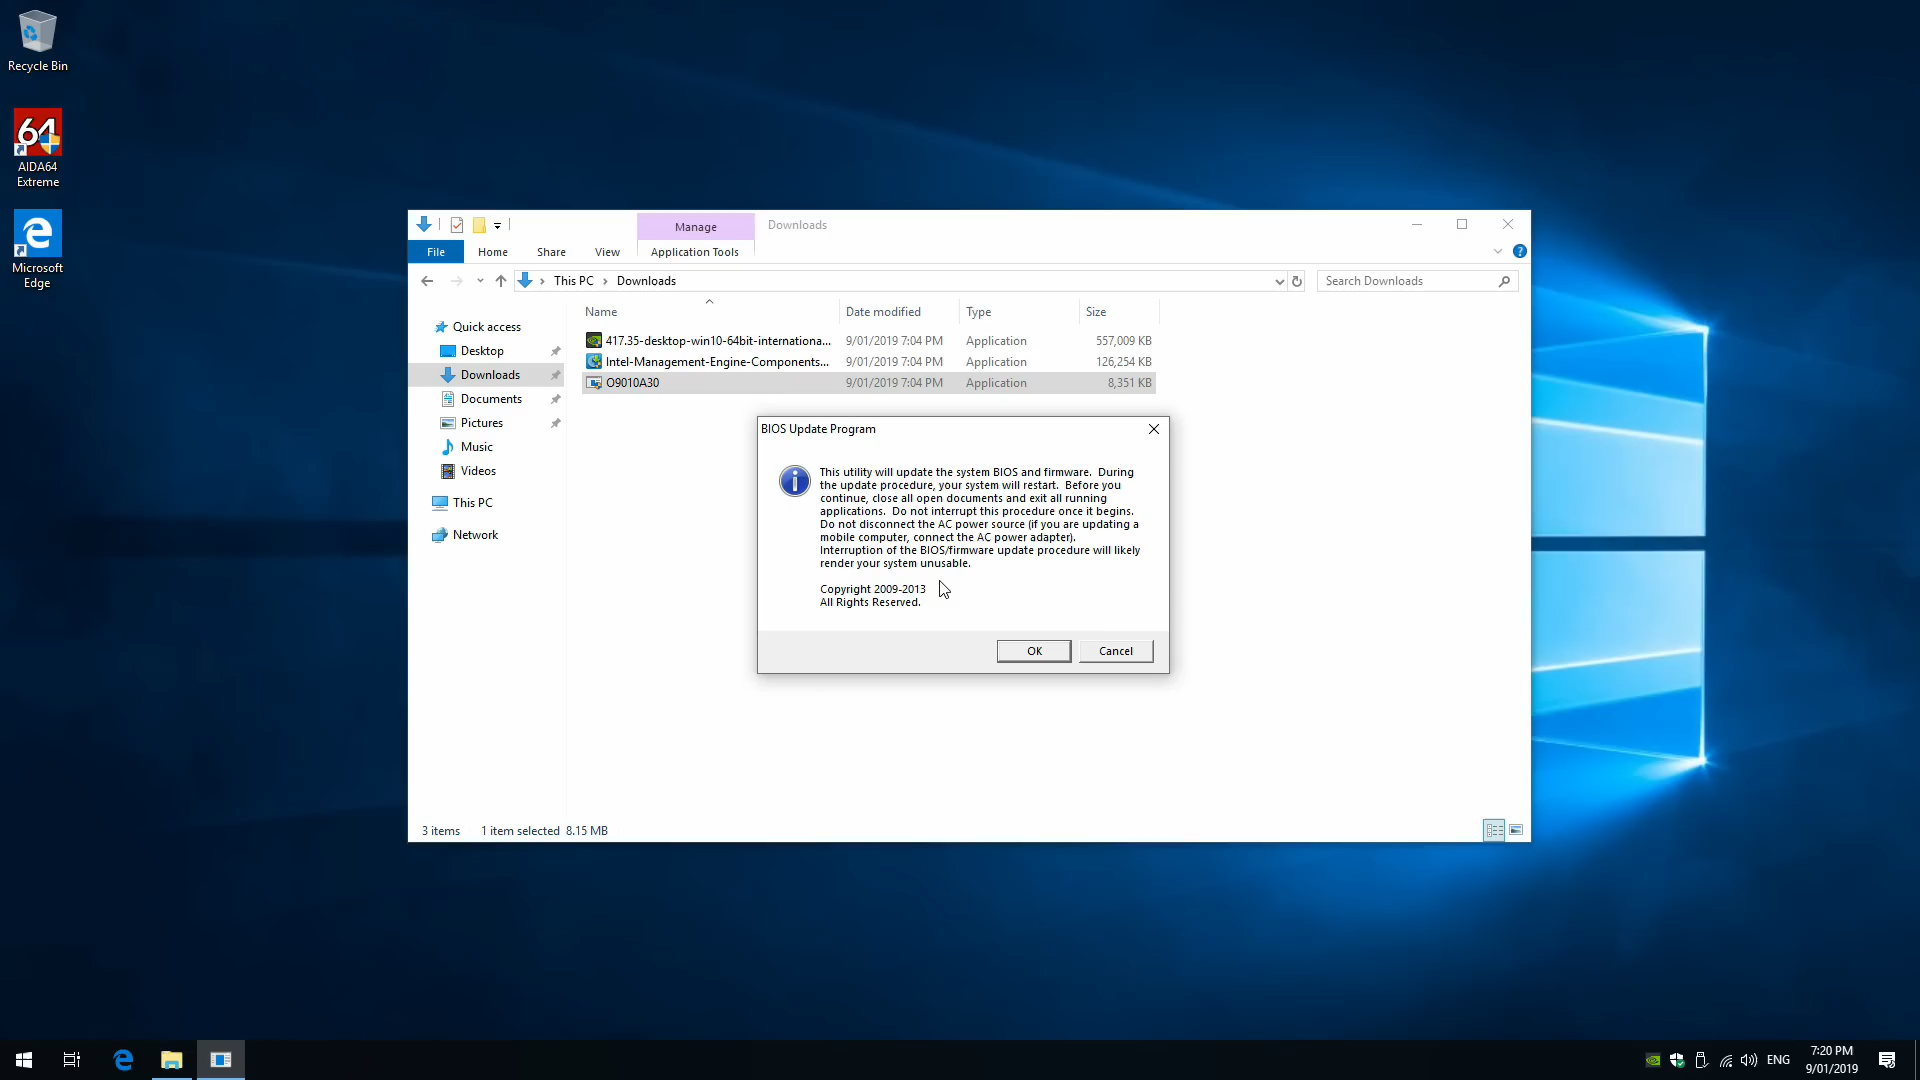 Recycle Bin
AIDA64
Extreme
Microsoft
Edge
Manage
Downloads
File
Home
Share
View
Application Tools
This PC
Downloads
Search Downloads
Name
Date modified
Type
Size
417.35-desktop-win10-64bit-internationa...
9/01/2019 7:04 PM
Application
557,009 KB
Intel-Management-Engine-Components...
9/01/2019 7:04 PM
Application
126,254 KB
O9010A30
9/01/2019 7:04 PM
Application
8,351 KB
Quick access
Desktop
Downloads
Documents
Pictures
Music
Videos
This PC
Network
BIOS Update Program
This utility will update the system BIOS and firmware. During
the update procedure, your system will restart. Before you
continue, close all open documents and exit all running
applications. Do not interrupt this procedure once it begins.
Do not disconnect the AC power source (if you are updating a
mobile computer, connect the AC power adapter).
Interruption of the BIOS/firmware update procedure will likely
render your system unusable.
Copyright 2009-2013
All Rights Reserved.
OK
Cancel
3 items
1 item selected 8.15 MB
ENG
7:20 PM
9/01/2019